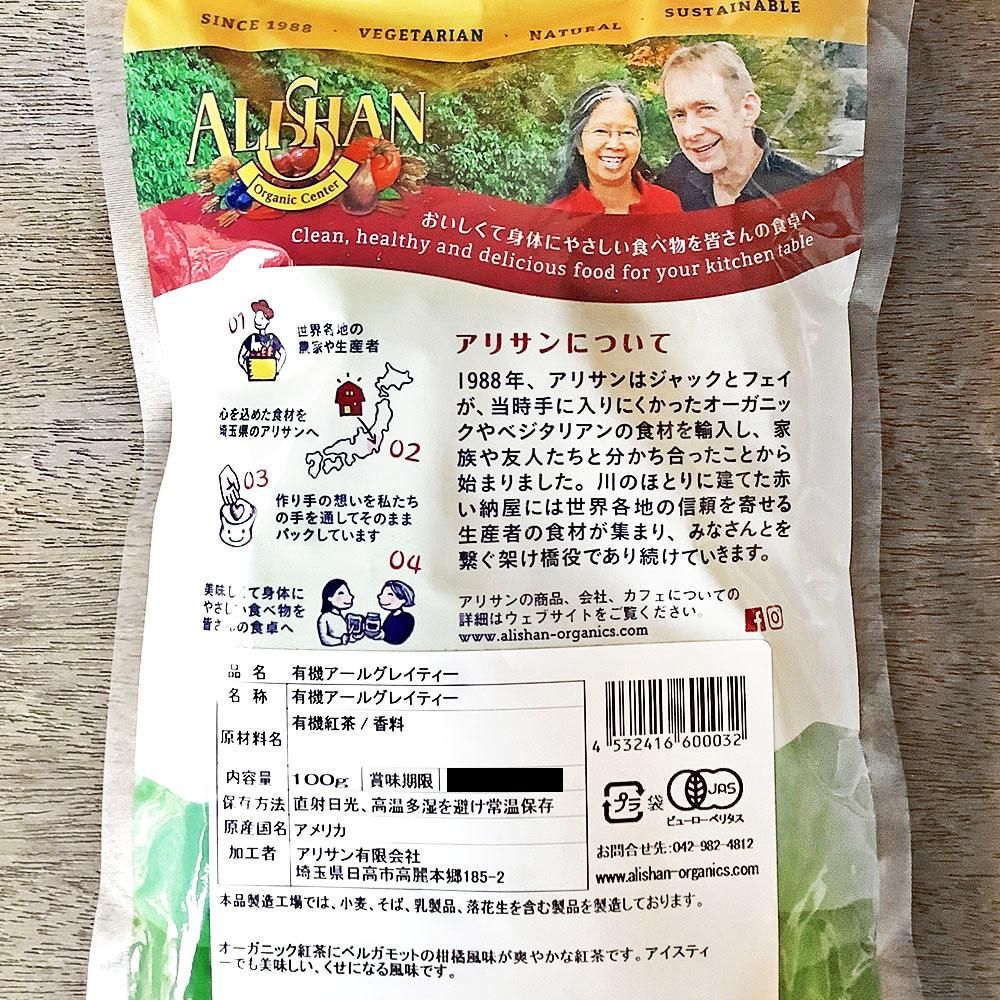 SINCE 1988 · VEGETARIAN · NATURAL · SUSTAINABLE
ALISHAN
Organic Center
おいしくて身体にやさしい食べ物を皆さんの食卓へ
Clean, healthy and delicious food for your kitchen table
01
世界各地の
農家や生産者
心を込めた食材を
埼玉県のアリサンへ
02
03
作り手の想いを私たち
の手を通してそのまま
パックしています
04
美味し て身体に
やさし 食べ物を
皆さ の食卓へ
アリサンについて
1988年、アリサンはジャックとフェイ
が、当時手に入りにくかったオーガニッ
クやベジタリアンの食材を輸入し、家
族や友人たちと分かち合ったことから
始まりました。川のほとりに建てた赤
い納屋には世界各地の信頼を寄せる
生産者の食材が集まり、みなさんとを
繋ぐ架け橋役であり続けていきます。
アリサンの商品、会社、カフェについての
詳細はウェブサイトをご覧ください。
www.alishan-organics.com
品名 有機アールグレイティー
名称 有機アールグレイティー
原材料名 有機紅茶 / 香料
内容量 100g 賞味期限
保存方法 直射日光、高温多湿を避け常温保存
原産国名 アメリカ
加工者 アリサン有限会社
埼玉県日高市高麗本郷185-2
4 532416 600032
プラ 袋 JAS
ビューローベリタス
お問合せ先:042-982-4812
www.alishan-organics.com
本品製造工場では、小麦、そば、乳製品、落花生を含む製品を製造しております。
オーガニック紅茶にベルガモットの柑橘風味が爽やかな紅茶です。アイスティ
ーでも美味しい、くせになる風味です。